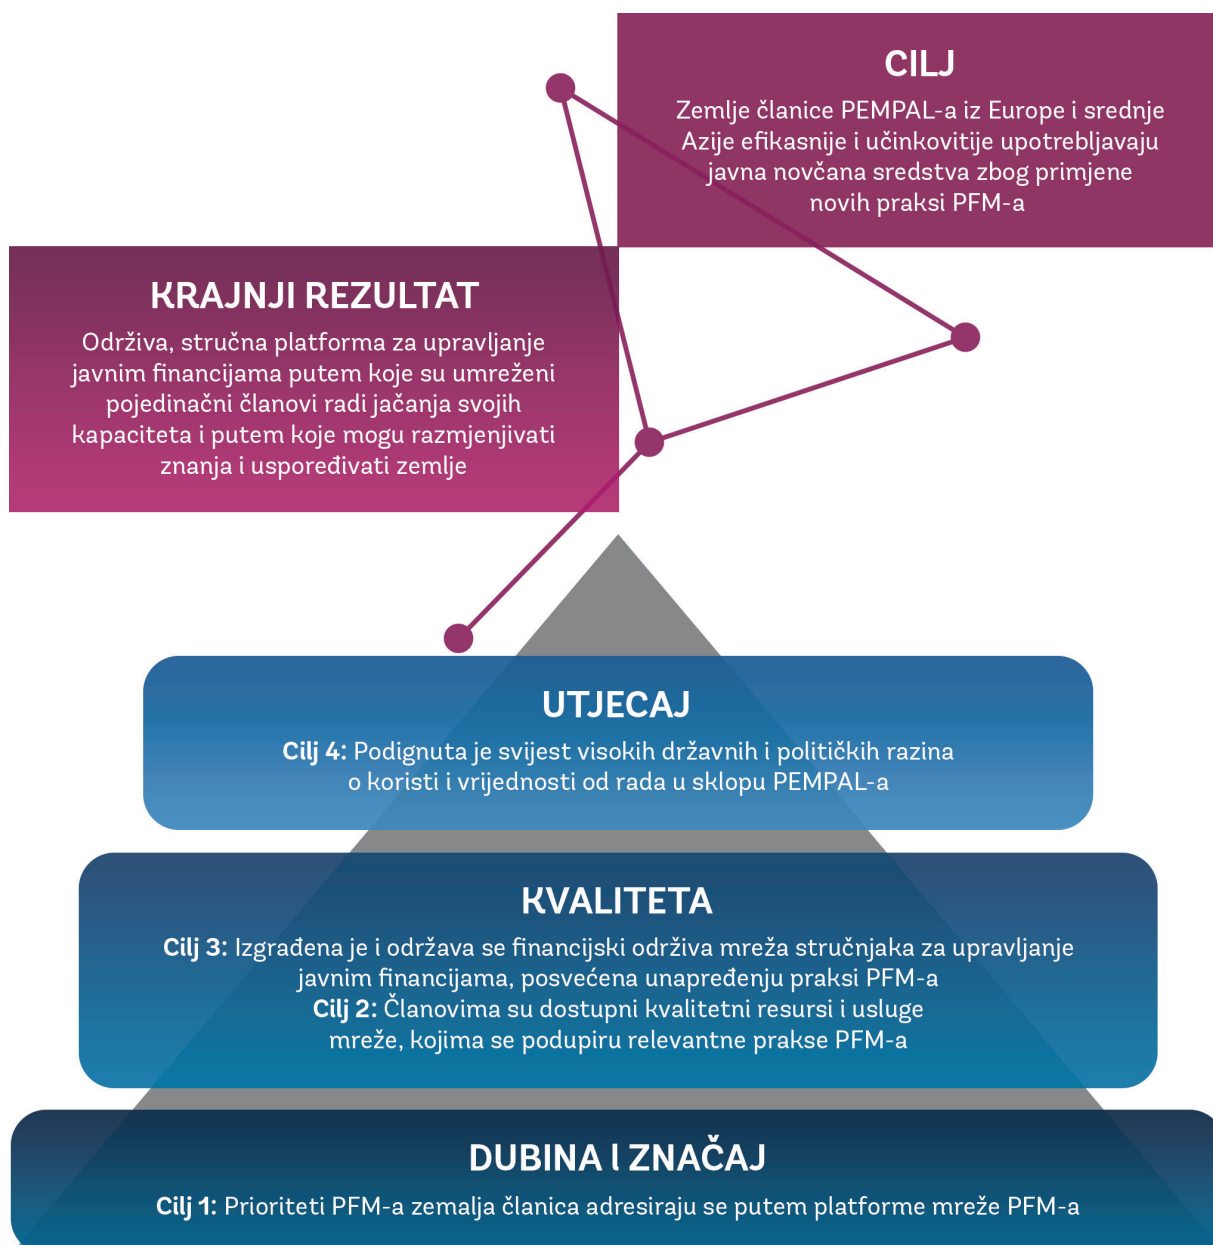 CILJ
Zemlje članice PEMPAL-a iz Europe i srednje
Azije efikasnije i učinkovitije upotrebljavaju
javna novčana sredstva zbog primjene
novih praksi PFM-a
KRAJNJI REZULTAT
Održiva, stručna platforma za upravljanje
javnim financijama putem koje su umreženi
pojedinačni članovi radi jačanja svojih
kapaciteta i putem koje mogu razmjenjivati
znanja i uspoređivati zemlje
UTJECAJ
Cilj 4: Podignuta je svijest visokih državnih i političkih razina
o koristi i vrijednosti od rada u sklopu PEMPAL-a
KVALITETA
Cilj 3: Izgrađena je i održava se financijski održiva mreža stručnjaka za upravljanje
javnim financijama, posvećena unapređenju praksi PFM-a
Cilj 2: Članovima su dostupni kvalitetni resursi i usluge
mreže, kojima se podupiru relevantne prakse PFM-a
DUBINA l ZNAČAJ
Cilj 1: Prioriteti PFM-a zemalja članica adresiraju se putem platforme mreže PFM-a